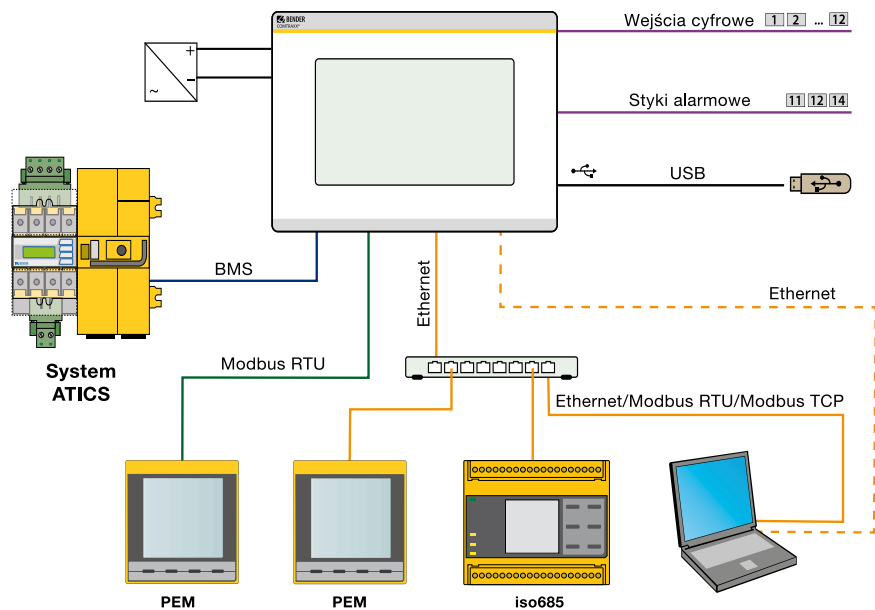 BENDER
COMTRAXX®
Wejścia cyfrowe 1 2 ... 12
Styki alarmowe 11 12 14
USB
+
−
~
BMS
Ethernet
Ethernet
System
ATICS
Modbus RTU
Ethernet/Modbus RTU/Modbus TCP
PEM
PEM
iso685